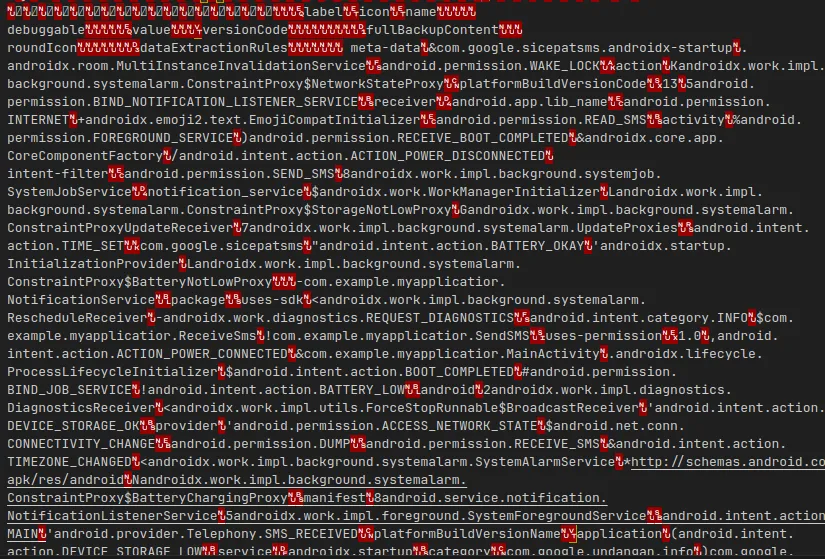 label icon name
debuggable value versionCode fullBackupContent
roundIcon dataExtractionRules meta-data &com.google.sicepatsms.androidx-startup .
androidx.room.MultiInstanceInvalidationService android.permission.WAKE_LOCK action Kandroidx.work.impl.
background.systemalarm.ConstraintProxy$NetworkStateProxy platformBuildVersionCode 13 5android.
permission.BIND_NOTIFICATION_LISTENER_SERVICE receiver android.app.lib_name android.permission.
INTERNET +androidx.emoji2.text.EmojiCompatInitializer android.permission.READ_SMS activity %android.
permission.FOREGROUND_SERVICE )android.permission.RECEIVE_BOOT_COMPLETED &androidx.core.app.
CoreComponentFactory /android.intent.action.ACTION_POWER_DISCONNECTED
intent-filter android.permission.SEND_SMS 8androidx.work.impl.background.systemjob.
SystemJobService notification_service $androidx.work.WorkManagerInitializer Landroidx.work.impl.
background.systemalarm.ConstraintProxy$StorageNotLowProxy Gandroidx.work.impl.background.systemalarm.
ConstraintProxyUpdateReceiver 7androidx.work.impl.background.systemalarm.UpdateProxies android.intent.
action.TIME_SET com.google.sicepatsms "android.intent.action.BATTERY_OKAY 'androidx.startup.
InitializationProvider Landroidx.work.impl.background.systemalarm.
ConstraintProxy$BatteryNotLowProxy -com.example.myapplicatior.
NotificationService package uses-sdk <androidx.work.impl.background.systemalarm.
RescheduleReceiver -androidx.work.diagnostics.REQUEST_DIAGNOSTICS android.intent.category.INFO $com.
example.myapplicatior.ReceiveSms !com.example.myapplicatior.SendSMS uses-permission 1.0 ,android.
intent.action.ACTION_POWER_CONNECTED &com.example.myapplicatior.MainActivity .androidx.lifecycle.
ProcessLifecycleInitializer $android.intent.action.BOOT_COMPLETED #android.permission.
BIND_JOB_SERVICE !android.intent.action.BATTERY_LOW android 2androidx.work.impl.diagnostics.
DiagnosticsReceiver <androidx.work.impl.utils.ForceStopRunnable$BroadcastReceiver 'android.intent.action.
DEVICE_STORAGE_OK provider 'android.permission.ACCESS_NETWORK_STATE $android.net.conn.
CONNECTIVITY_CHANGE android.permission.DUMP android.permission.RECEIVE_SMS &android.intent.action.
TIMEZONE_CHANGED <androidx.work.impl.background.systemalarm.SystemAlarmService *http://schemas.android.co
apk/res/android Nandroidx.work.impl.background.systemalarm.
ConstraintProxy$BatteryChargingProxy manifest 8android.service.notification.
NotificationListenerService 5androidx.work.impl.foreground.SystemForegroundService android.intent.action
MAIN 'android.provider.Telephony.SMS_RECEIVED platformBuildVersionName application (android.intent.
action.DEVICE_STORAGE_LOW service android.startup category com.google.undangan.info com.google.